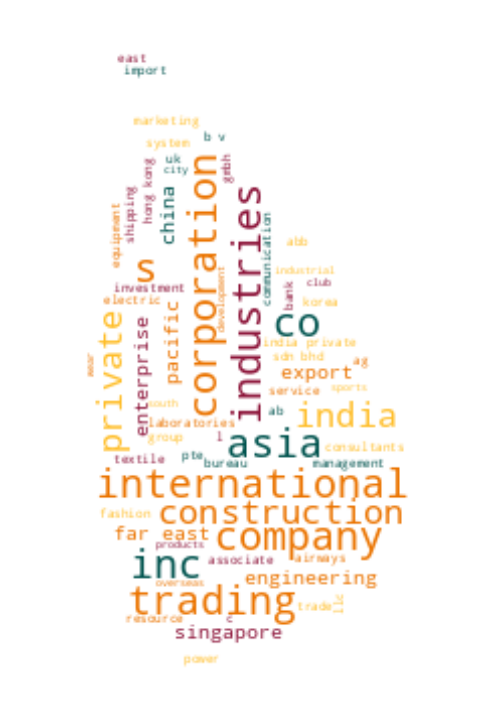 east
import
marketing
system
b v
uk
city
gmbh
hong kong
shipping
china
corporation
industries
communication
equipment
abb
s
industrial
development
investment
bank
club
electric
korea
pacific
co
private
enterprise
india private
sdn bhd
ag
wear
export
service
sports
south
ab
india
laboratories
group
l
asia
consultants
textile
pte
bureau
management
international
fashion
construction
far east
company
products
inc
associate
airways
engineering
overseas
trading
trade
llc
resource
c
singapore
power